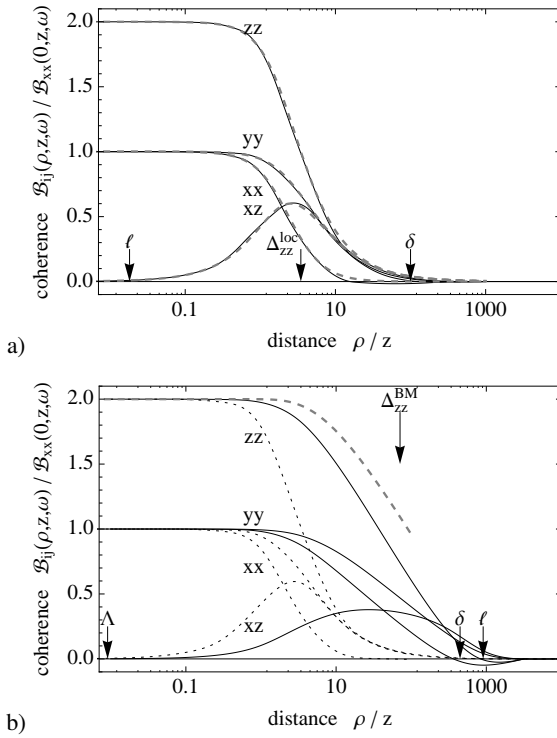 a)
coherence ℬij(ρ,z,ω) / ℬxx(0,z,ω)
2.0
1.5
1.0
0.5
0.0
zz
yy
xx
xz
ℓ
Δzz^loc
δ
0.1
10
1000
distance ρ / z
b)
coherence ℬij(ρ,z,ω) / ℬxx(0,z,ω)
2.0
1.5
1.0
0.5
0.0
zz
Δzz^BM
yy
xx
xz
Λ
δ
ℓ
0.1
10
1000
distance ρ / z